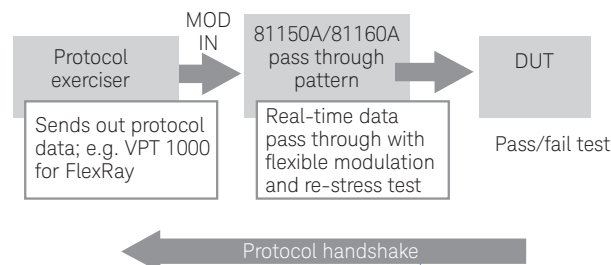 MOD
IN
Protocol
exerciser
81150A/81160A
pass through
pattern
DUT
Sends out protocol
data; e.g. VPT 1000
for FlexRay
Real-time data
pass through with
flexible modulation
and re-stress test
Pass/fail test
Protocol handshake